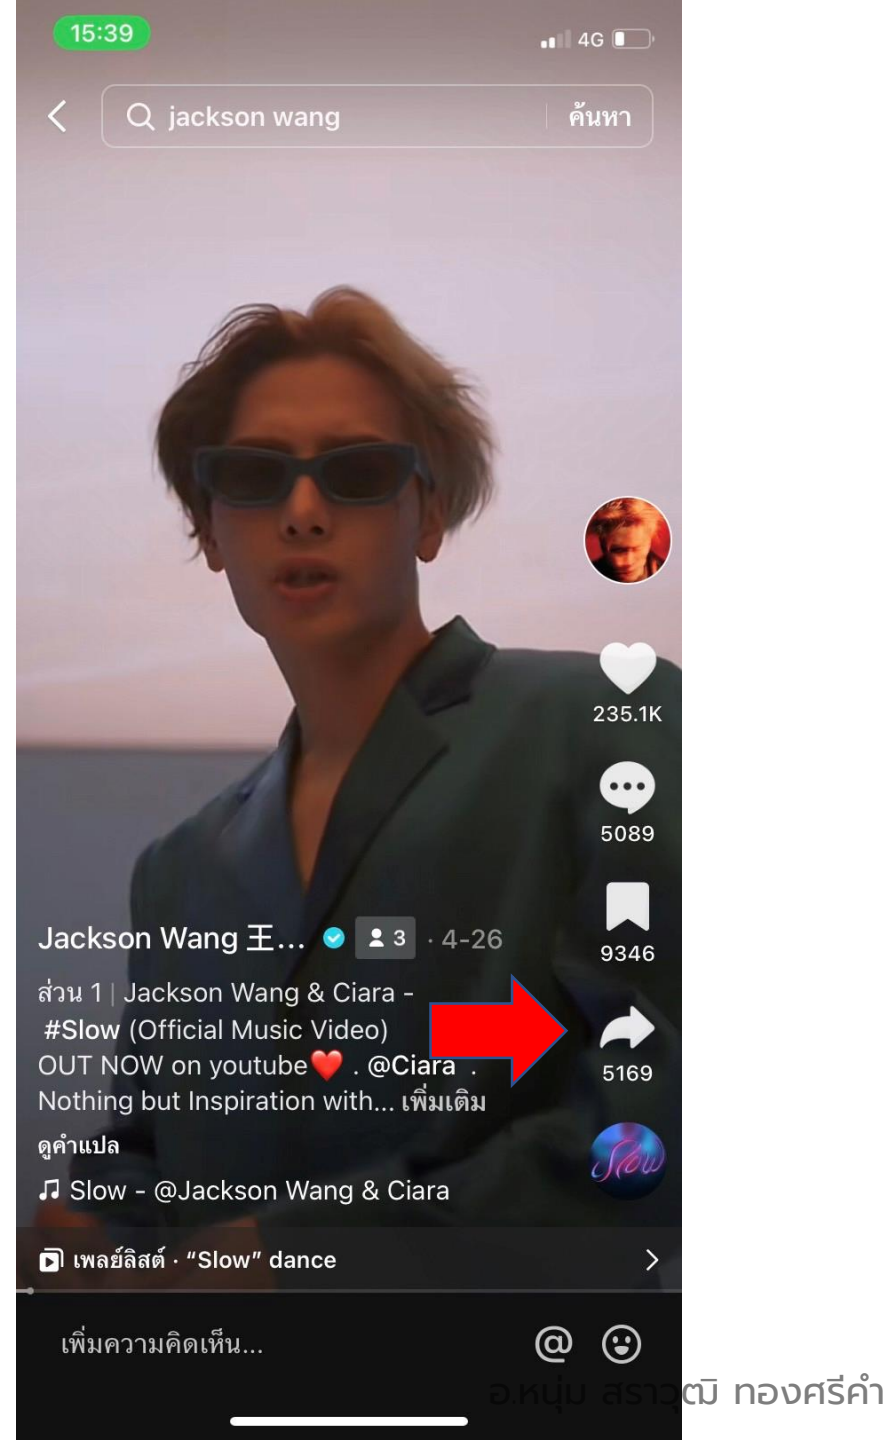 15:39
4G
jackson wang
ค้นหา
235.1K
5089
9346
5169
Jackson Wang 王... 3 · 4-26
ส่วน 1 | Jackson Wang & Ciara -
#Slow (Official Music Video)
OUT NOW on youtube❤️ . @Ciara .
Nothing but Inspiration with... เพิ่มเติม
ดูคำแปล
Slow
Slow - @Jackson Wang & Ciara
เพลย์ลิสต์ · “Slow” dance
เพิ่มความคิดเห็น...
อ.หนุ่ม สราวุฒิ ทองศรีคำ